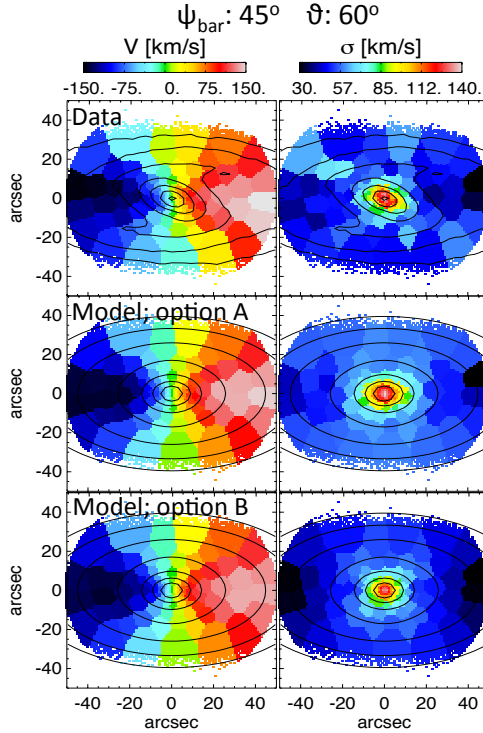 ψbar: 45º ϑ: 60º
V [km/s] σ [km/s]
-150. -75. 0. 75. 150. 30. 57. 85. 112. 140.
Data
40
20
0
-20
-40
arcsec
Model; option A
40
20
0
-20
-40
arcsec
Model; option B
40
20
0
-20
-40
arcsec
-40 -20 0 20 40 -40 -20 0 20 40
arcsec arcsec